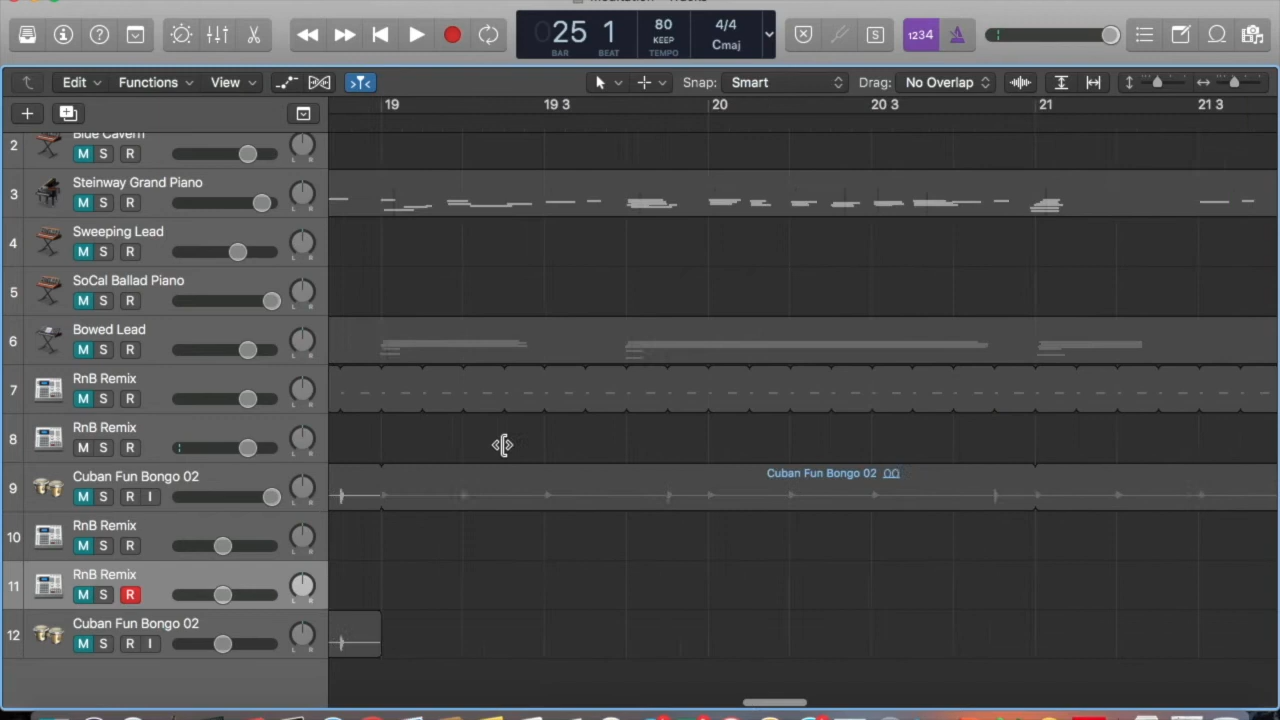 Meditation - Tracks
25 1
80
KEEP
4/4
Cmaj
BAR BEAT TEMPO
1234
Edit Functions View Snap: Smart Drag: No Overlap
19 19 3 20 20 3 21 21 3
2 Blue Cavern
M S R L R
3 Steinway Grand Piano
M S R L R
4 Sweeping Lead
M S R L R
5 SoCal Ballad Piano
M S R L R
6 Bowed Lead
M S R L R
7 RnB Remix
M S R L R
8 RnB Remix
M S R L R
9 Cuban Fun Bongo 02 Cuban Fun Bongo 02
M S R I L R
10 RnB Remix
M S R L R
11 RnB Remix
M S R L R
12 Cuban Fun Bongo 02
M S R I L R